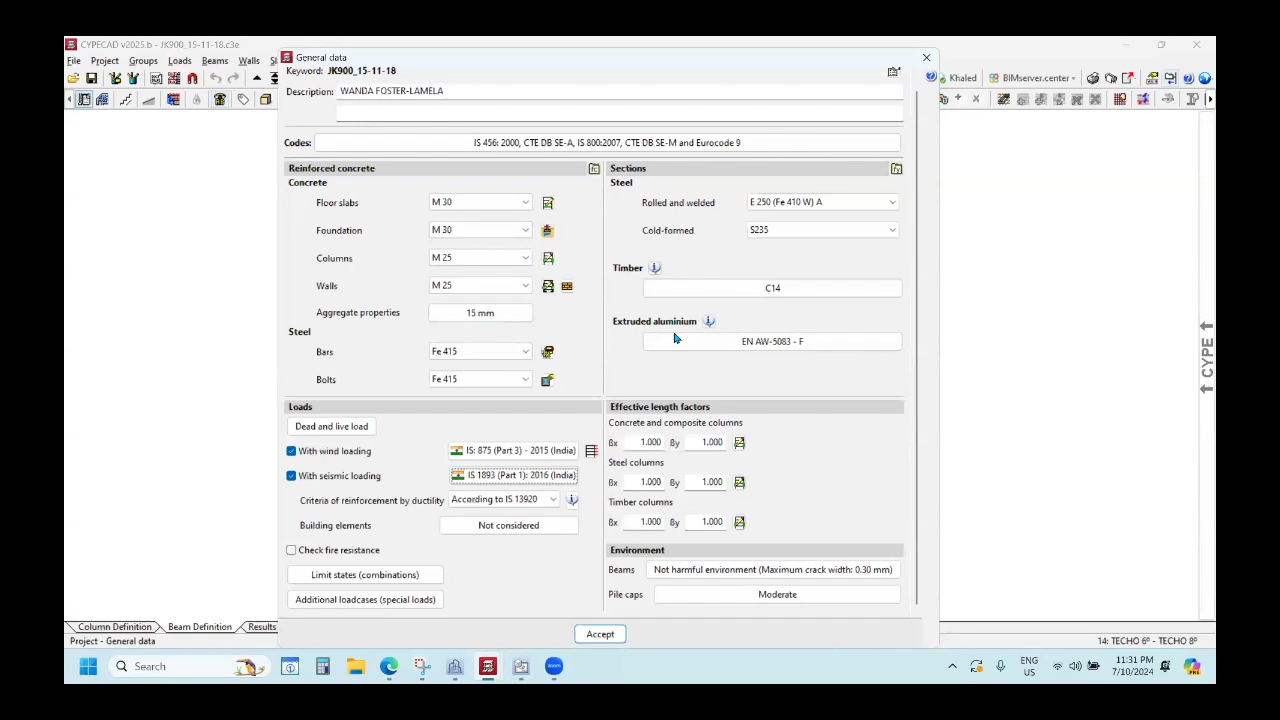 CYPECAD v2025.b - JK900_15-11-18.c3e
File Project Groups Loads Beams Walls
Khaled BIMserver.center
General data
Keyword: JK900_15-11-18
Description: WANDA FOSTER-LAMELA
Codes: IS 456: 2000, CTE DB SE-A, IS 800:2007, CTE DB SE-M and Eurocode 9
Reinforced concrete
Concrete
Floor slabs M 30
Foundation M 30
Columns M 25
Walls M 25
Aggregate properties 15 mm
Steel
Bars Fe 415
Bolts Fe 415
Sections
Steel
Rolled and welded E 250 (Fe 410 W) A
Cold-formed S235
Timber
C14
Extruded aluminium
EN AW-5083 - F
Loads
Dead and live load
With wind loading IS: 875 (Part 3) - 2015 (India)
With seismic loading IS 1893 (Part 1): 2016 (India)
Criteria of reinforcement by ductility According to IS 13920
Building elements Not considered
Check fire resistance
Limit states (combinations)
Additional loadcases (special loads)
Effective length factors
Concrete and composite columns
βx 1.000 βy 1.000
Steel columns
βx 1.000 βy 1.000
Timber columns
βx 1.000 βy 1.000
Environment
Beams Not harmful environment (Maximum crack width: 0.30 mm)
Pile caps Moderate
Accept
CYPE
Column Definition Beam Definition Results
Project - General data
14: TECHO 6º - TECHO 8º
Search
ENG
US
11:31 PM
7/10/2024